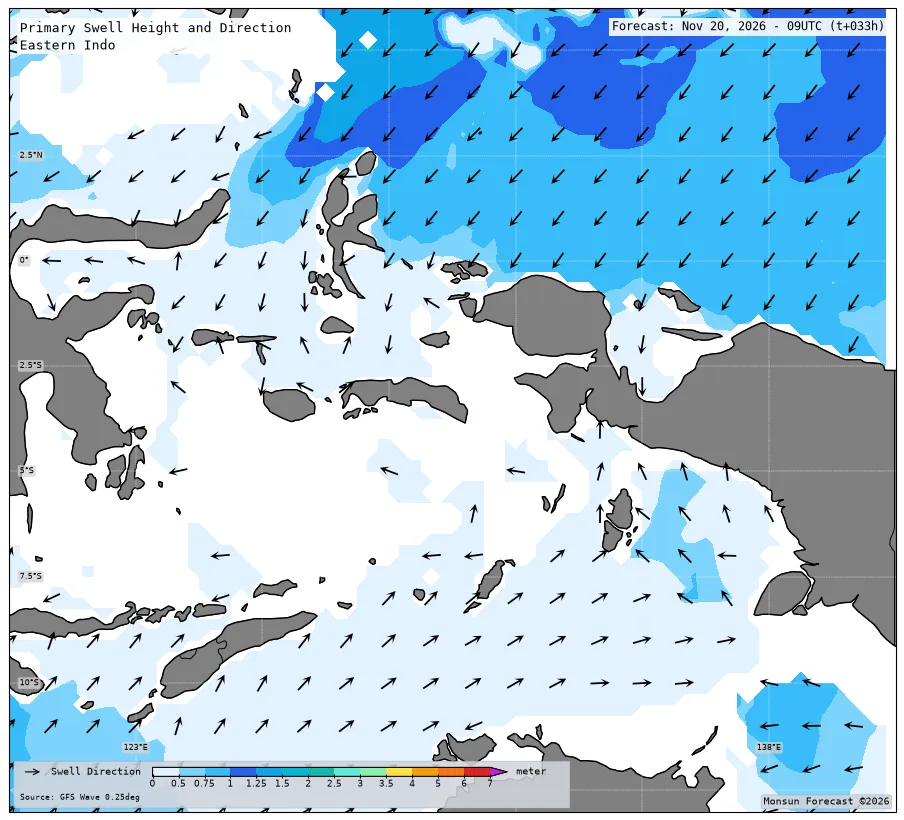 Primary Swell Height and Direction
Eastern Indo
Forecast: Nov 20, 2026 - 09UTC (t+033h)
2.5°N
0°
2.5°S
5°S
7.5°S
10°S
123°E
138°E
Swell Direction
0 0.5 0.75 1 1.25 1.5 2 2.5 3 3.5 4 5 6 7
meter
Source: GFS Wave 0.25deg
Monsun Forecast ©2026